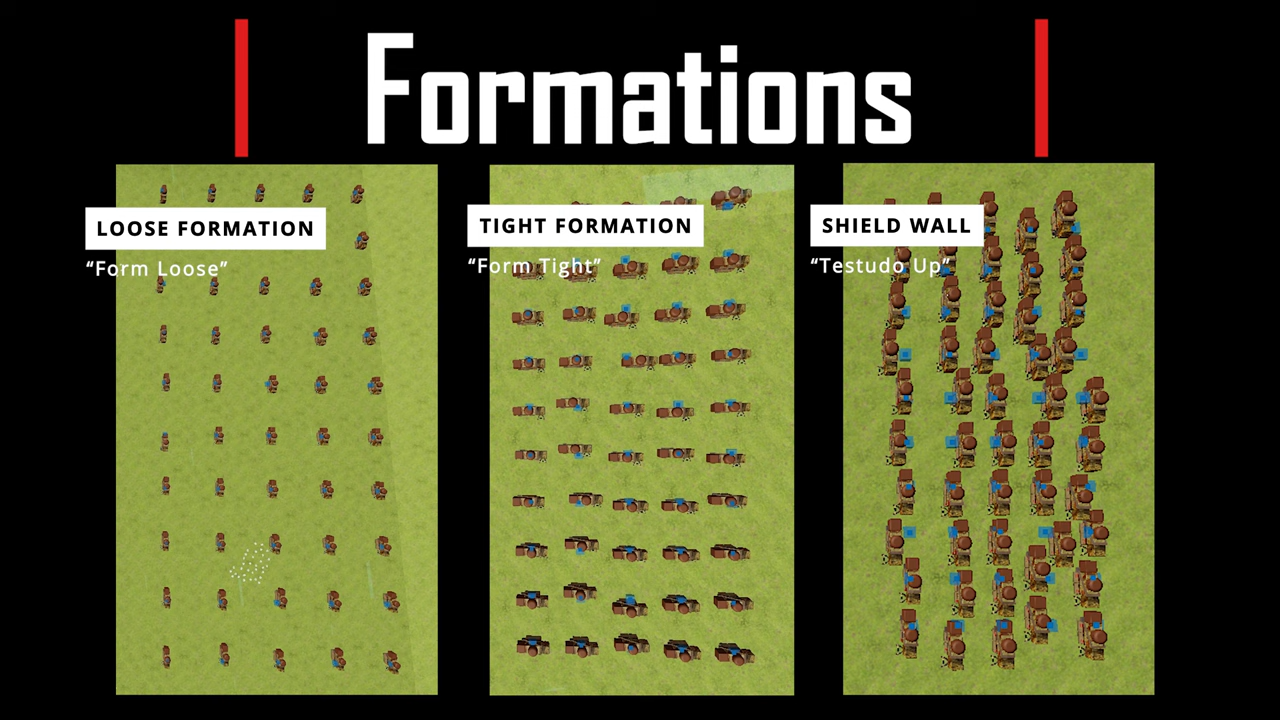 Formations
LOOSE FORMATION
“Form Loose”
TIGHT FORMATION
“Form Tight”
SHIELD WALL
“Testudo Up”